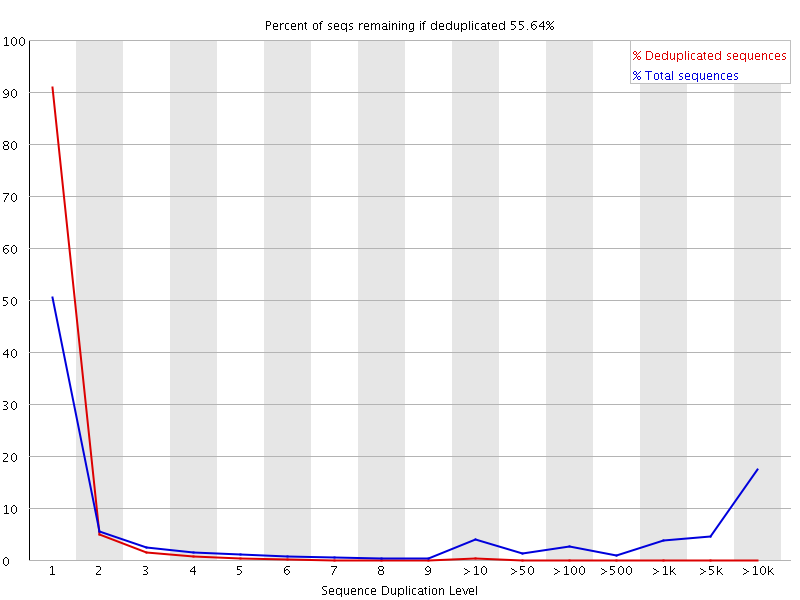 Percent of seqs remaining if deduplicated 55.64%
% Deduplicated sequences
% Total sequences
100
90
80
70
60
50
40
30
20
10
0
1 2 3 4 5 6 7 8 9 >10 >50 >100 >500 >1k >5k >10k
Sequence Duplication Level